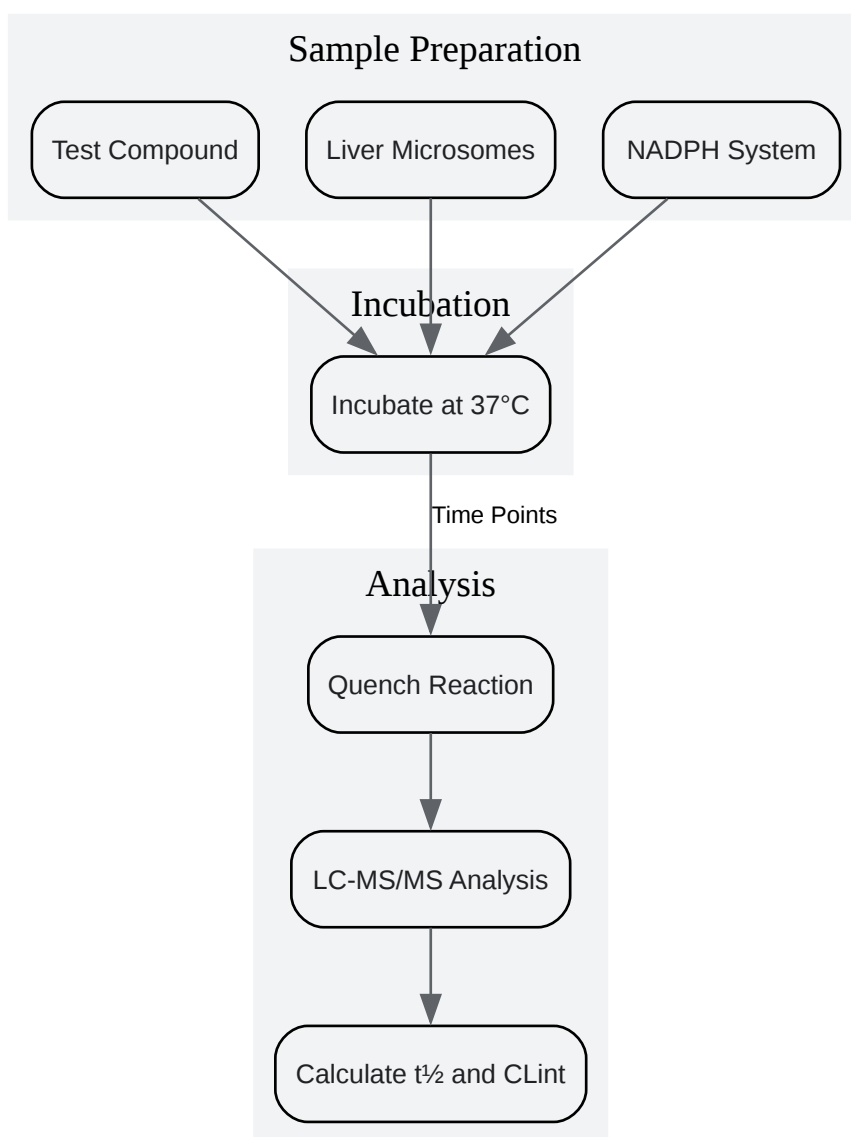 Sample Preparation
Test Compound
Liver Microsomes
NADPH System
Incubation
Incubate at 37°C
Time Points
Analysis
Quench Reaction
LC-MS/MS Analysis
Calculate t½ and CLint